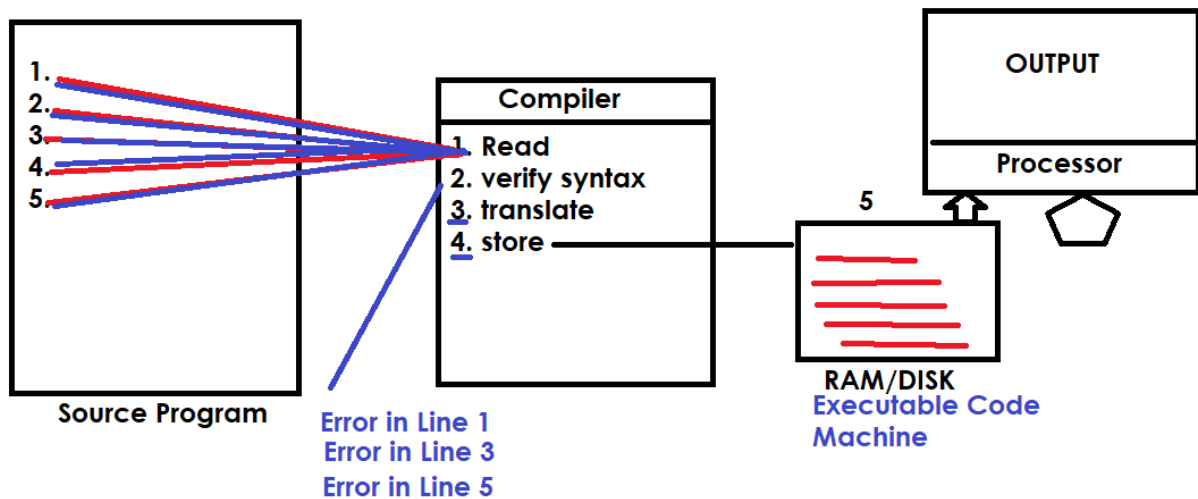 1.
2.
3.
4.
5.
Source Program
Compiler
1. Read
2. verify syntax
3. translate
4. store
Error in Line 1
Error in Line 3
Error in Line 5
5
RAM/DISK
Executable Code
Machine
OUTPUT
Processor